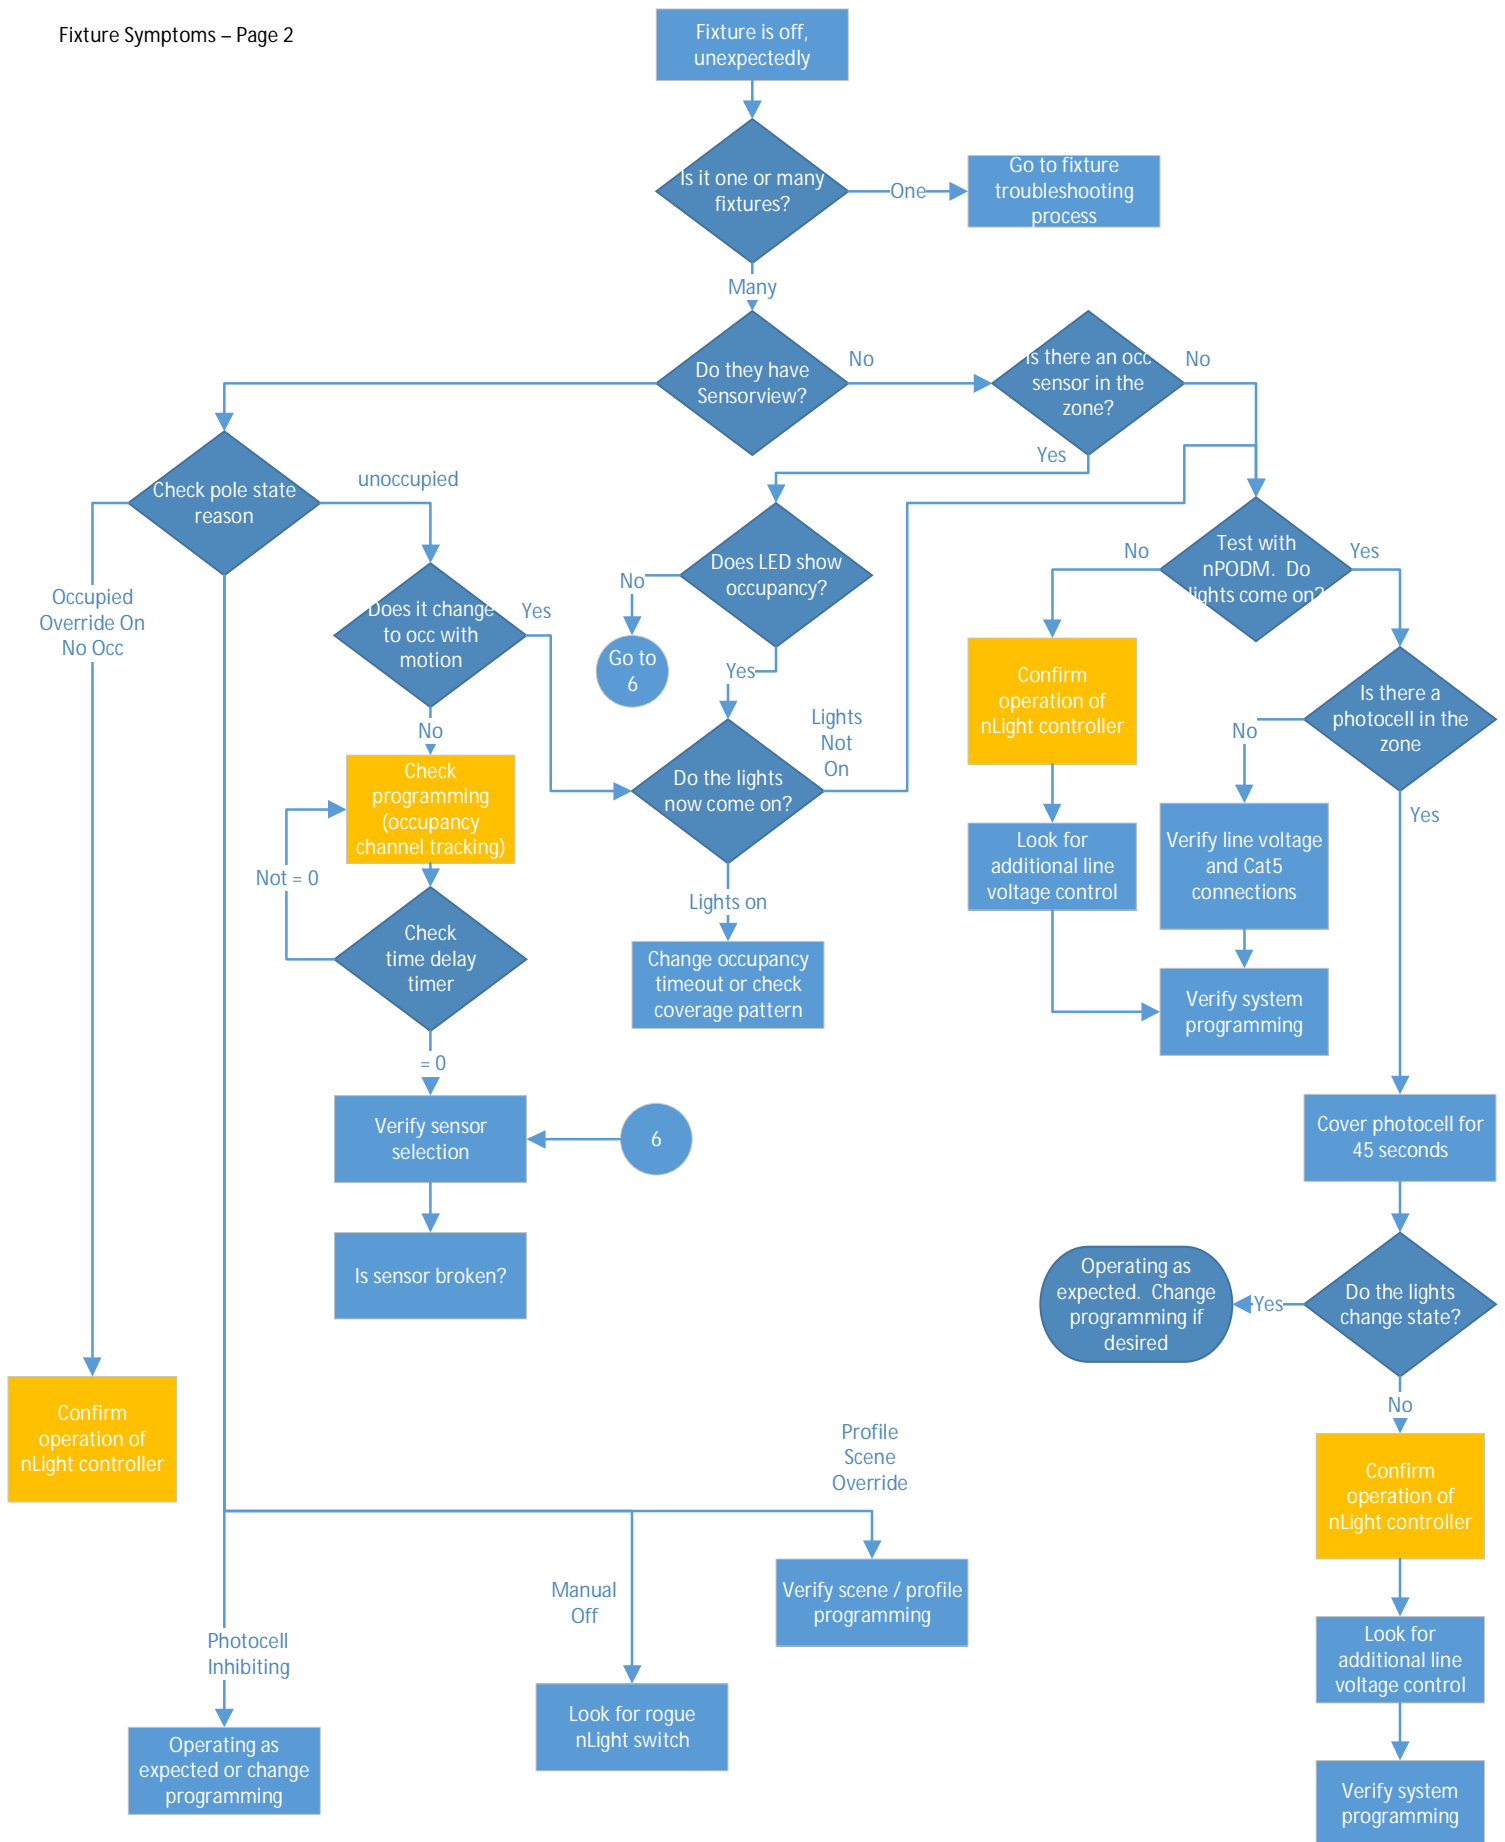 Fixture Symptoms – Page 2
Fixture is off,
unexpectedly
Is it one or many
fixtures?
One
Go to fixture
troubleshooting
process
Many
Do they have
Sensorview?
No
Is there an occ
sensor in the
zone?
No
Yes
Check pole state
reason
unoccupied
Occupied
Override On
No Occ
Does it change
to occ with
motion
Yes
No
Does LED show
occupancy?
No
Go to
6
Yes
Test with
nPODM.  Do
lights come on?
No
Yes
Confirm
operation of
nLight controller
Is there a
photocell in the
zone
No
Yes
Check
programming
(occupancy
channel tracking)
Not = 0
Do the lights
now come on?
Lights
Not
On
Lights on
Look for
additional line
voltage control
Verify line voltage
and Cat5
connections
Check
time delay
timer
= 0
Change occupancy
timeout or check
coverage pattern
Verify system
programming
Verify sensor
selection
6
Cover photocell for
45 seconds
Is sensor broken?
Operating as
expected.  Change
programming if
desired
Yes
Do the lights
change state?
No
Confirm
operation of
nLight controller
Profile
Scene
Override
Confirm
operation of
nLight controller
Manual
Off
Verify scene / profile
programming
Photocell
Inhibiting
Look for
additional line
voltage control
Look for rogue
nLight switch
Operating as
expected or change
programming
Verify system
programming